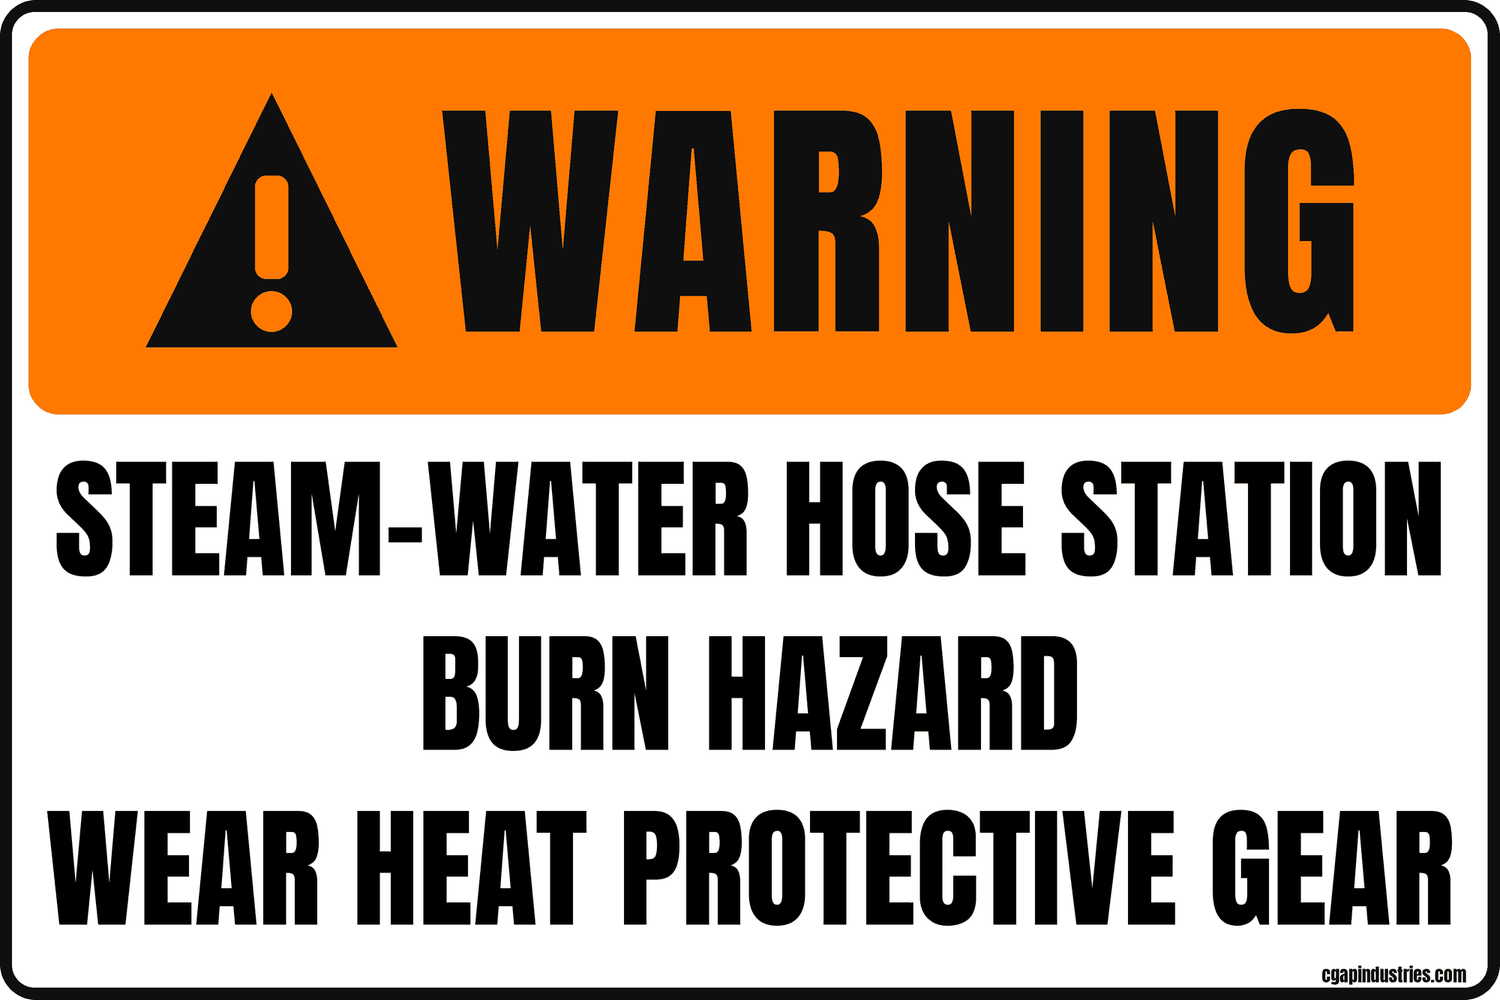 WARNING
STEAM-WATER HOSE STATION
BURN HAZARD
WEAR HEAT PROTECTIVE GEAR
cgapindustries.com